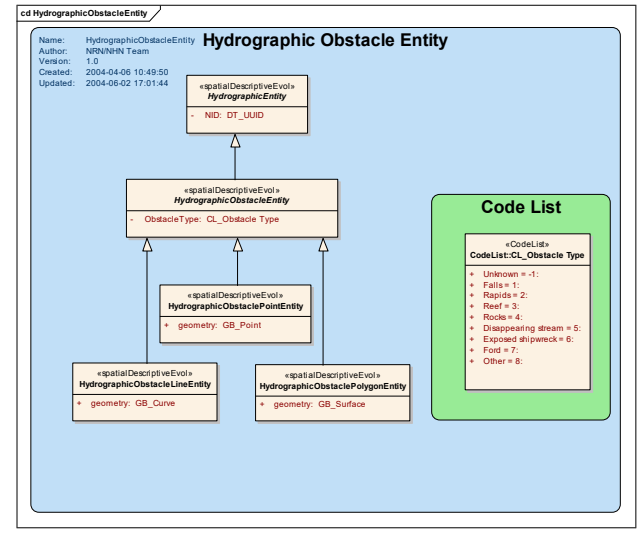 cd HydrographicObstacleEntity
Hydrographic Obstacle Entity
Name: HydrographicObstacleEntity
Author: NRN/NHN Team
Version: 1.0
Created: 2004-04-06 10:49:50
Updated: 2004-06-02 17:01:44
«spatialDescriptiveEvol»
HydrographicEntity
- NID: DT_UUID
«spatialDescriptiveEvol»
HydrographicObstacleEntity
- ObstacleType: CL_Obstacle Type
«spatialDescriptiveEvol»
HydrographicObstaclePointEntity
+ geometry: GB_Point
«spatialDescriptiveEvol»
HydrographicObstacleLineEntity
+ geometry: GB_Curve
«spatialDescriptiveEvol»
HydrographicObstaclePolygonEntity
+ geometry: GB_Surface
Code List
«CodeList»
CodeList::CL_Obstacle Type
+ Unknown = -1:
+ Falls = 1:
+ Rapids = 2:
+ Reef = 3:
+ Rocks = 4:
+ Disappearing stream = 5:
+ Exposed shipwreck = 6:
+ Ford = 7:
+ Other = 8: